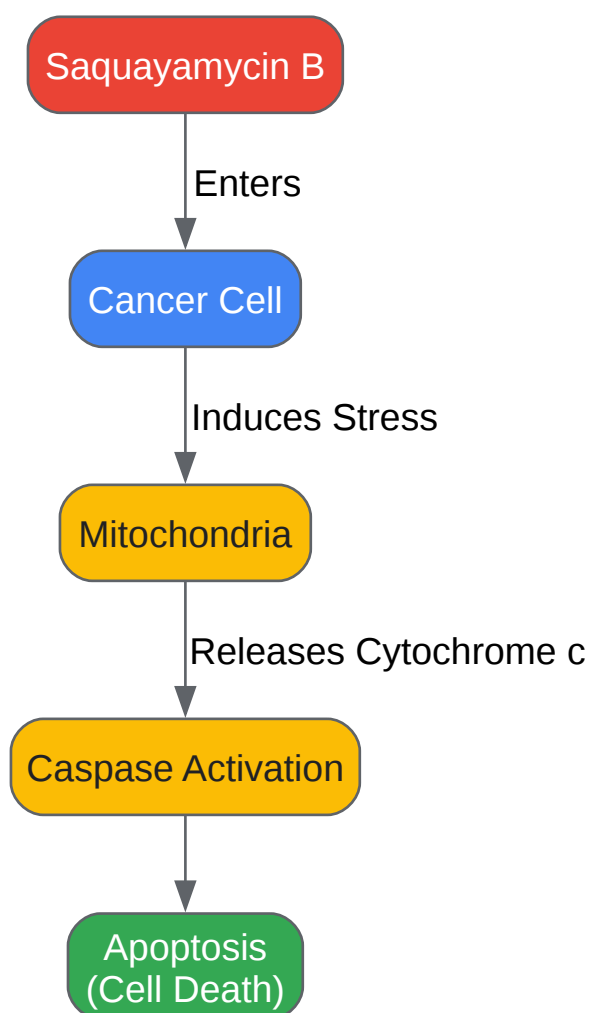 Saquayamycin B
Enters
Cancer Cell
Induces Stress
Mitochondria
Releases Cytochrome c
Caspase Activation
Apoptosis
(Cell Death)